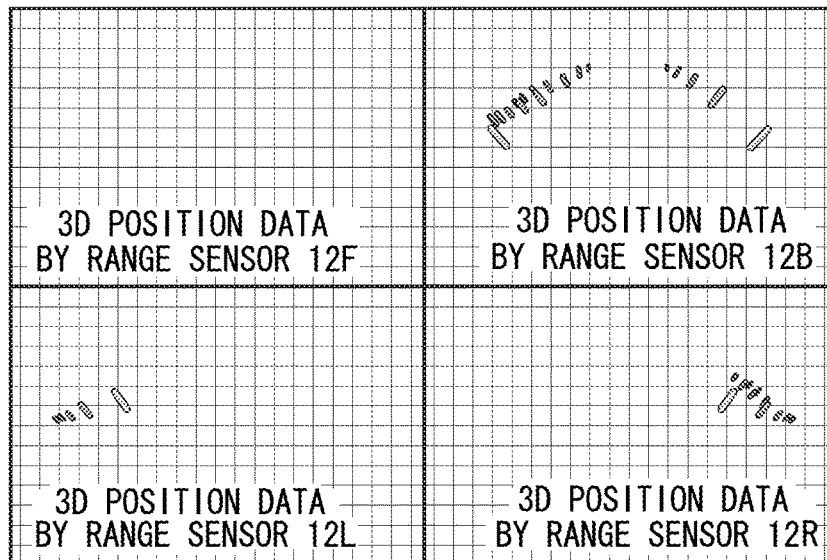 3D POSITION DATA
BY RANGE SENSOR 12F
3D POSITION DATA
BY RANGE SENSOR 12B
3D POSITION DATA
BY RANGE SENSOR 12L
3D POSITION DATA
BY RANGE SENSOR 12R